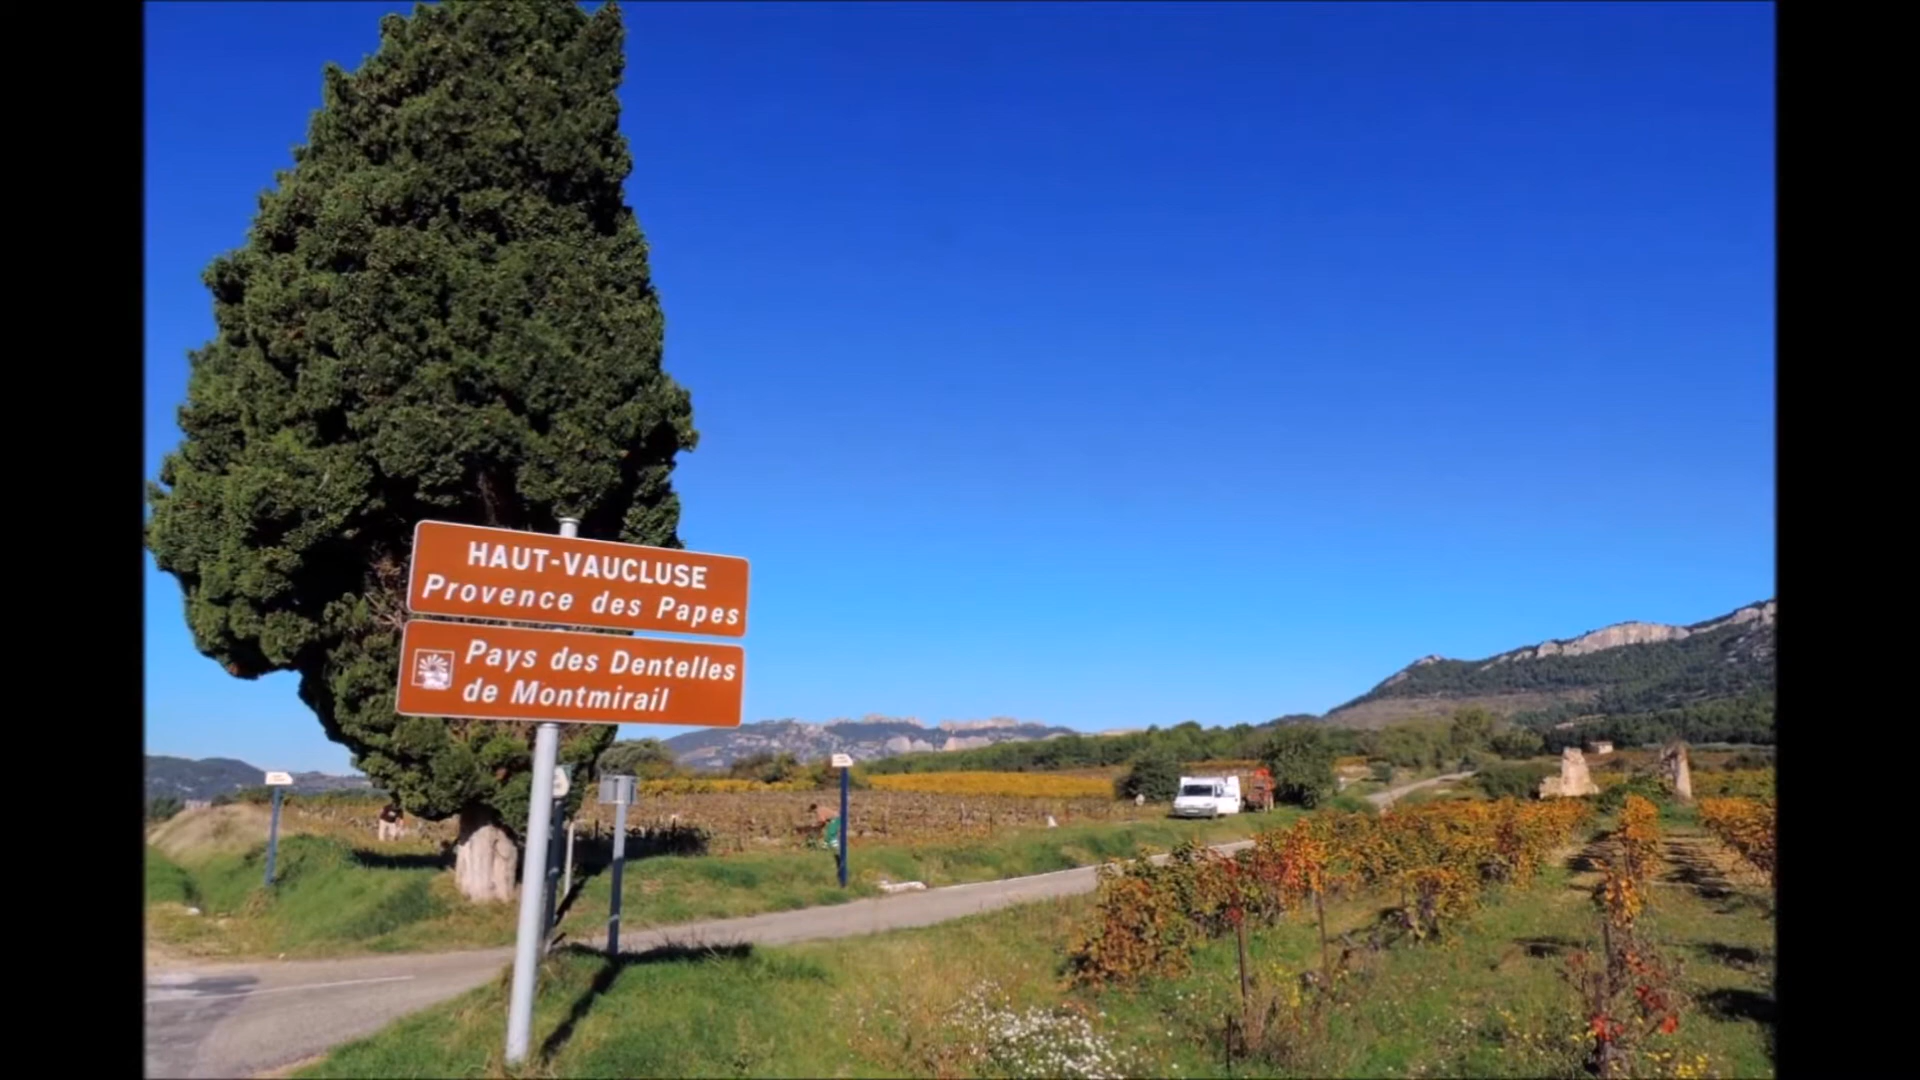 HAUT-VAUCLUSE
Provence des Papes
Pays des Dentelles
de Montmirail